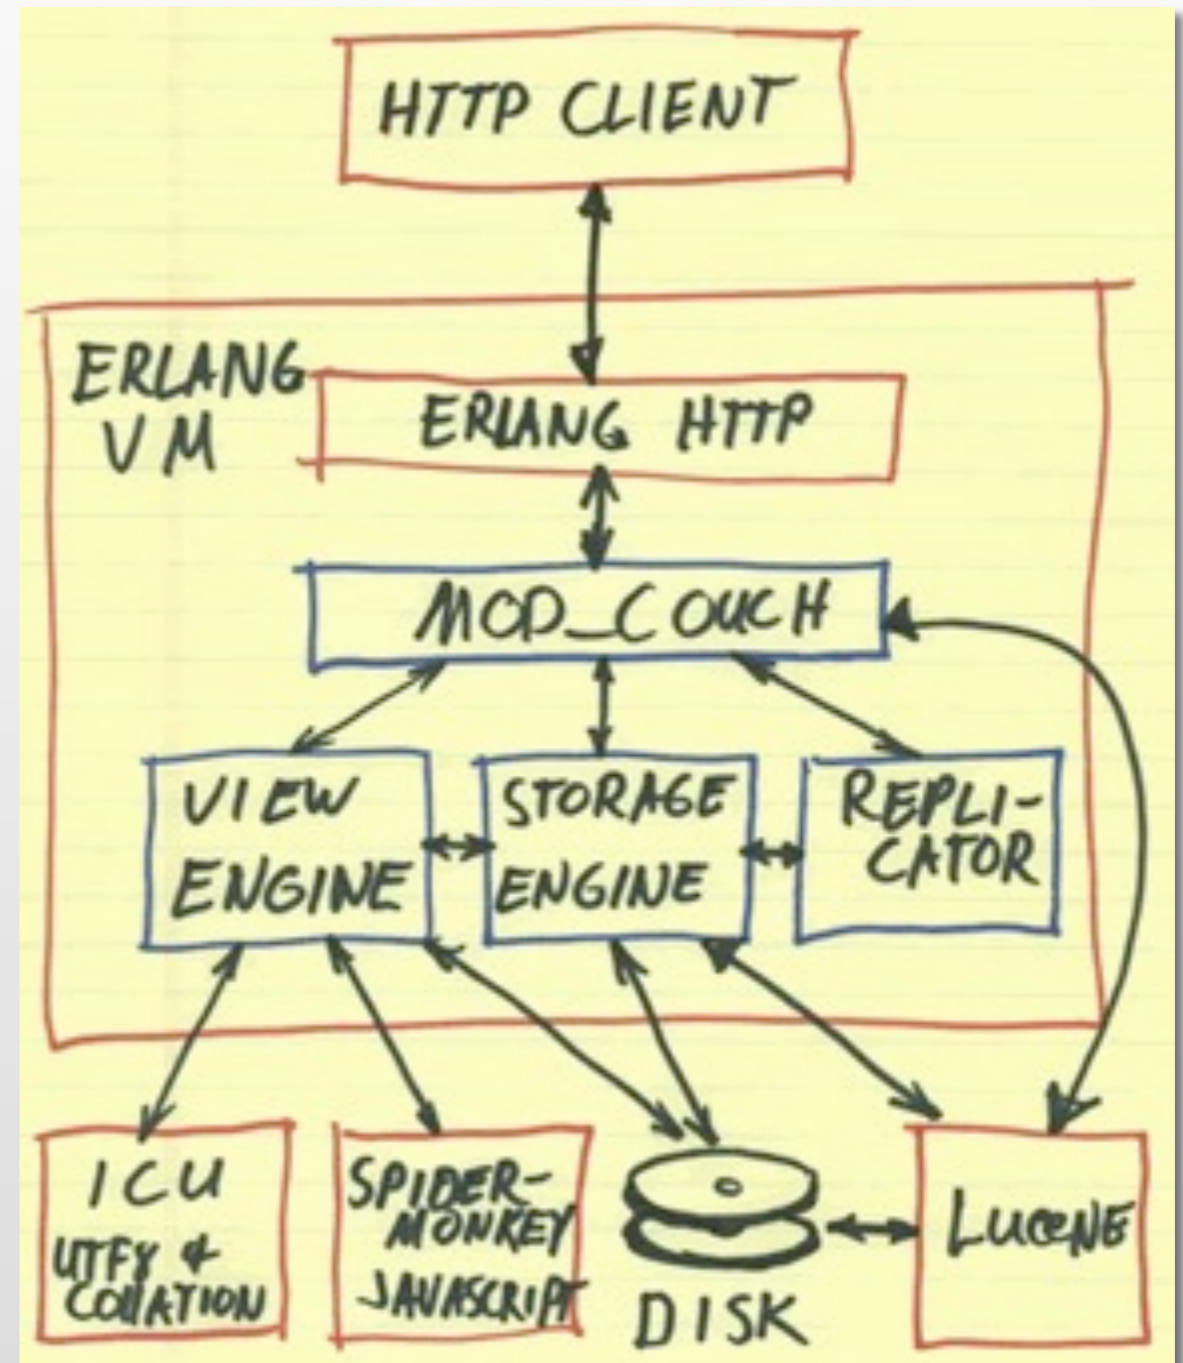 HTTP CLIENT
ERLANG
VM
ERLANG HTTP
MOD_COUCH
VIEW
ENGINE
STORAGE
ENGINE
REPLI-
CATOR
ICU
UTF8 &
COLLATION
SPIDER-
MONKEY
JAVASCRIPT
DISK
LUCENE